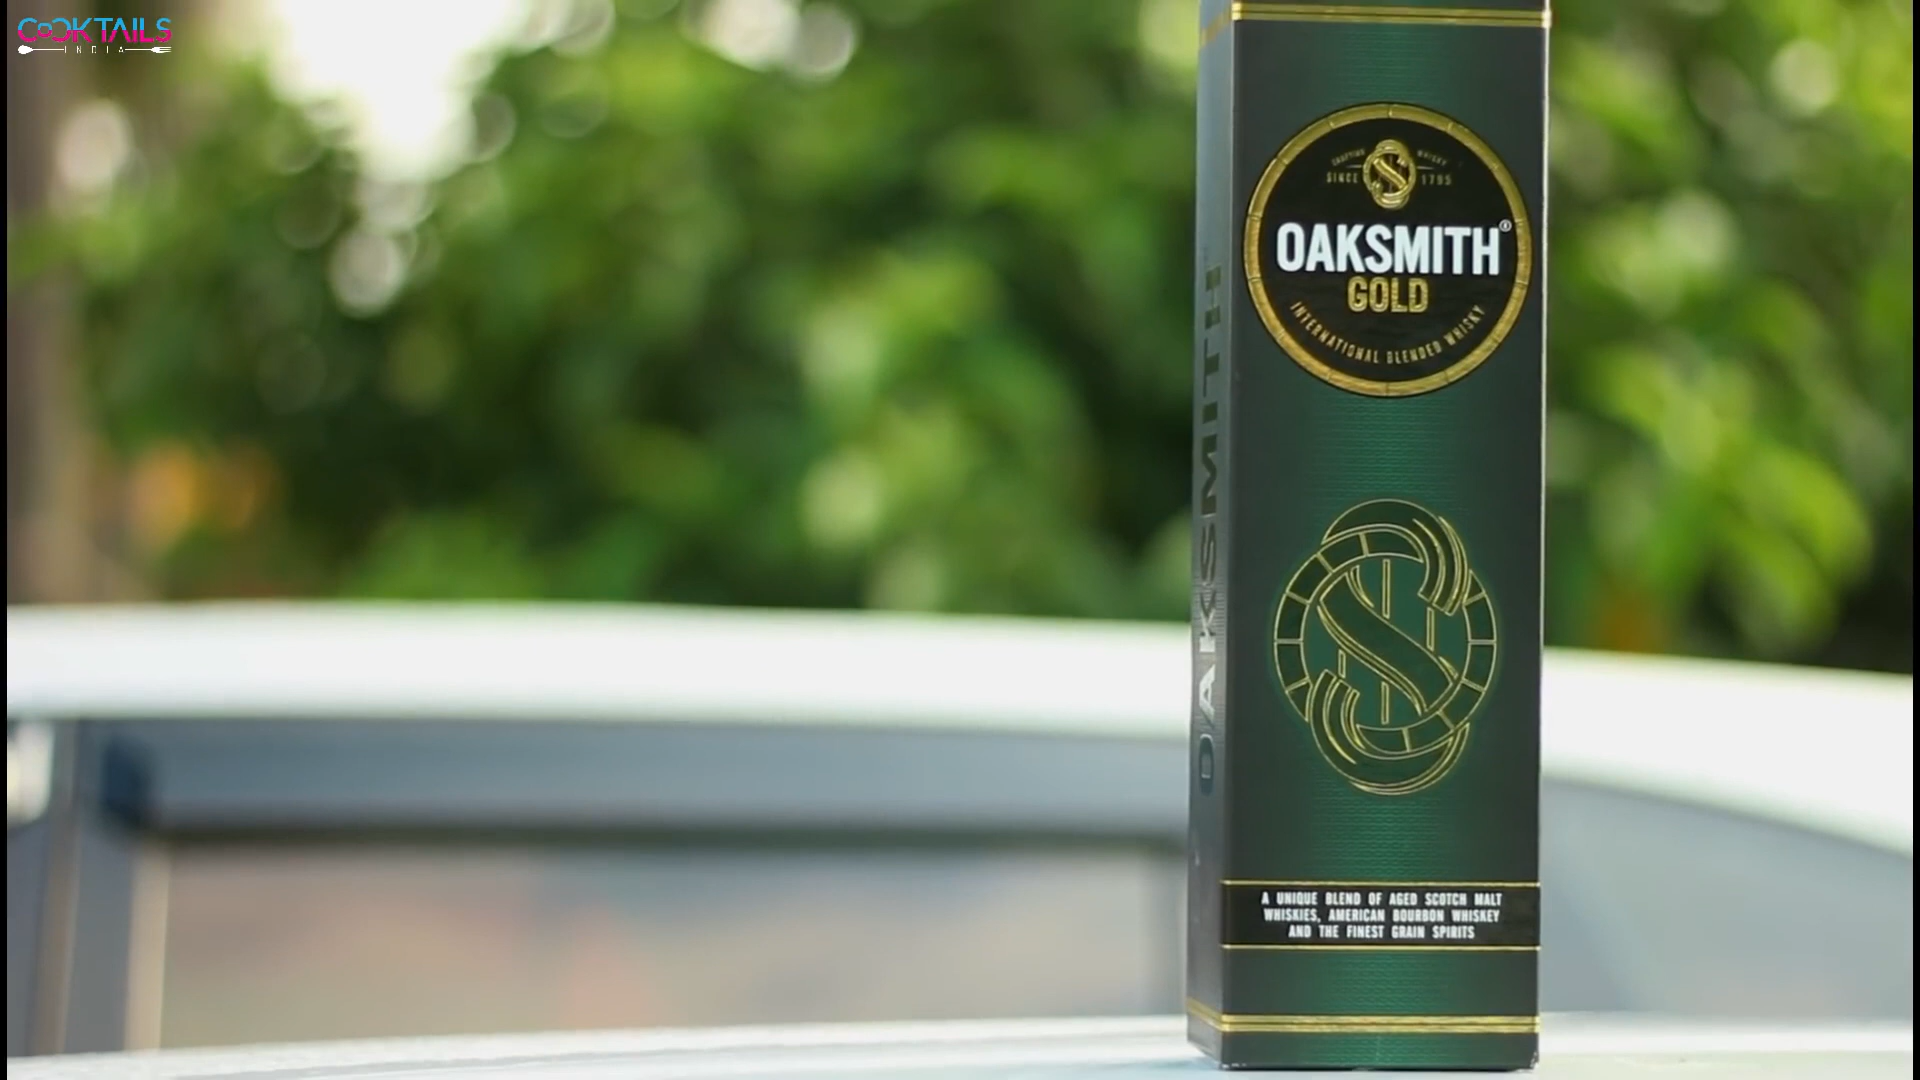 COCKTAILS
INDIA
CRAFTING WHISKY
SINCE 1795
OAKSMITH®
GOLD
INTERNATIONAL BLENDED WHISKY
OAKSMITH
A UNIQUE BLEND OF AGED SCOTCH MALT
WHISKIES, AMERICAN BOURBON WHISKEY
AND THE FINEST GRAIN SPIRITS